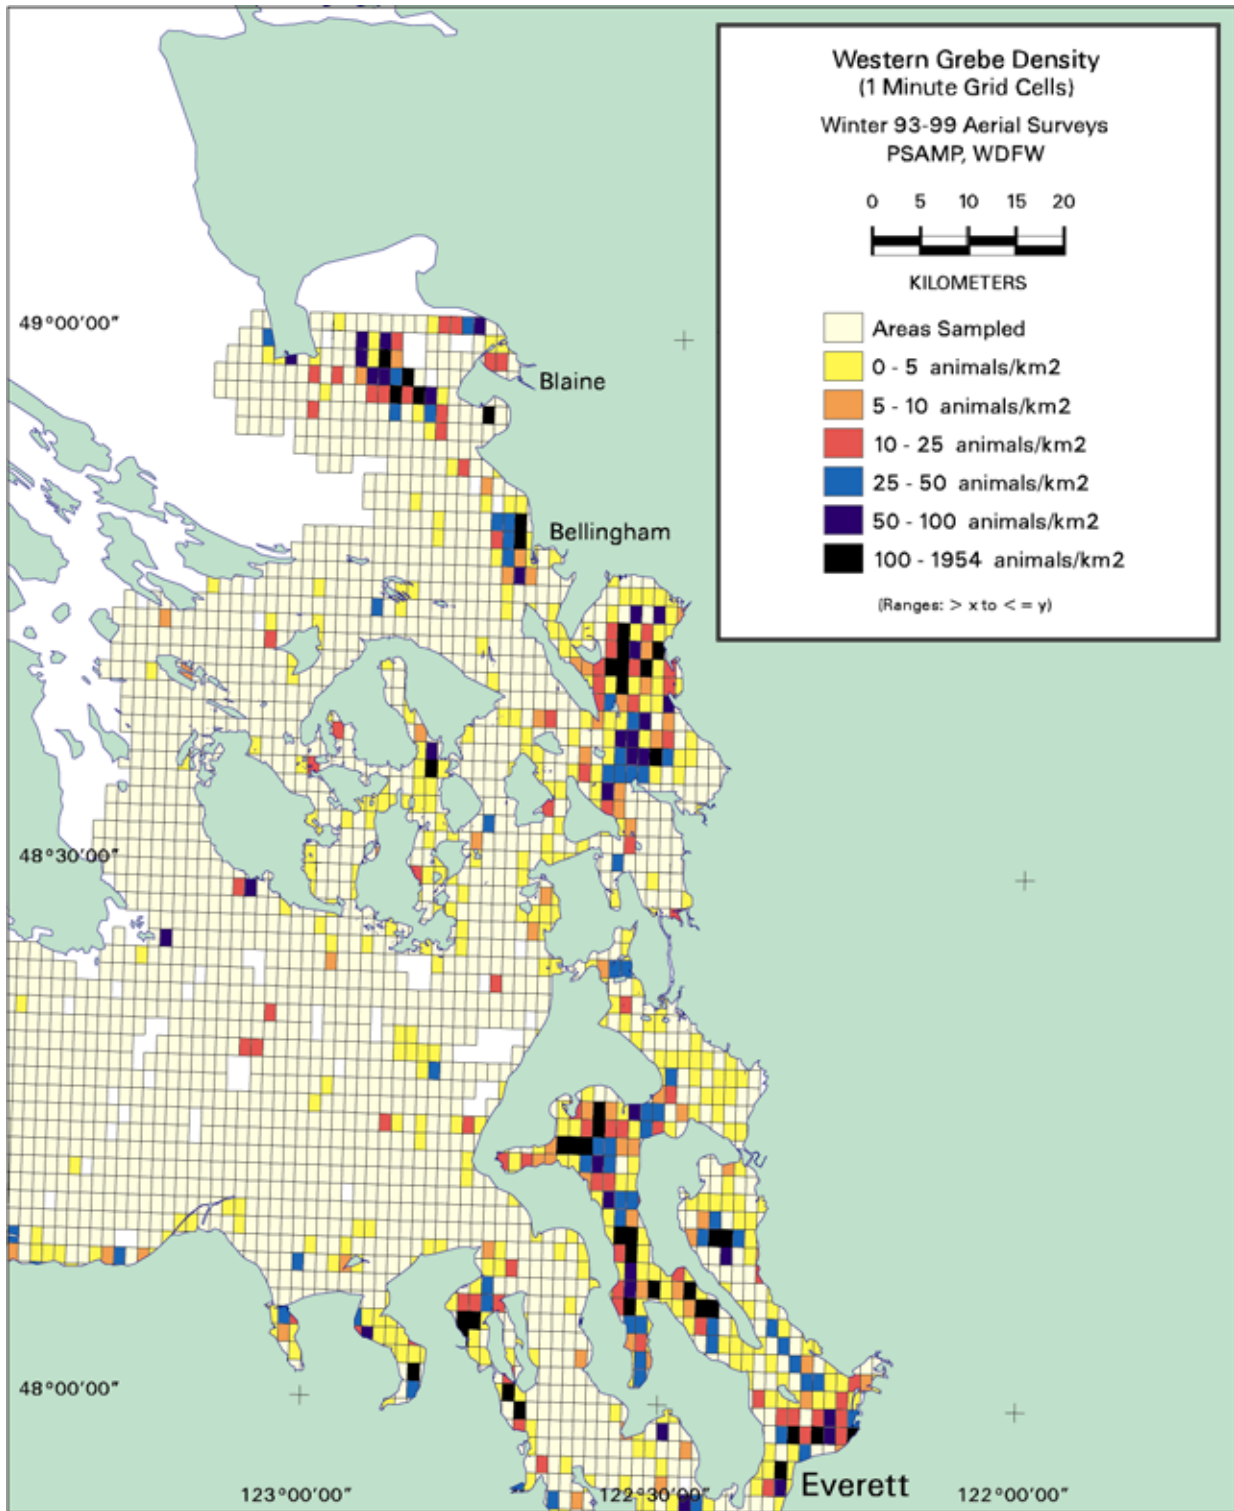 Western Grebe Density
(1 Minute Grid Cells)
Winter 93-99 Aerial Surveys
PSAMP, WDFW
0 5 10 15 20
KILOMETERS
Areas Sampled
0 - 5 animals/km2
5 - 10 animals/km2
10 - 25 animals/km2
25 - 50 animals/km2
50 - 100 animals/km2
100 - 1954 animals/km2
(Ranges: > x to < = y)
49°00'00"
Blaine
Bellingham
48°30'00"
48°00'00"
Everett
123°00'00" 122°30'00" 122°00'00"